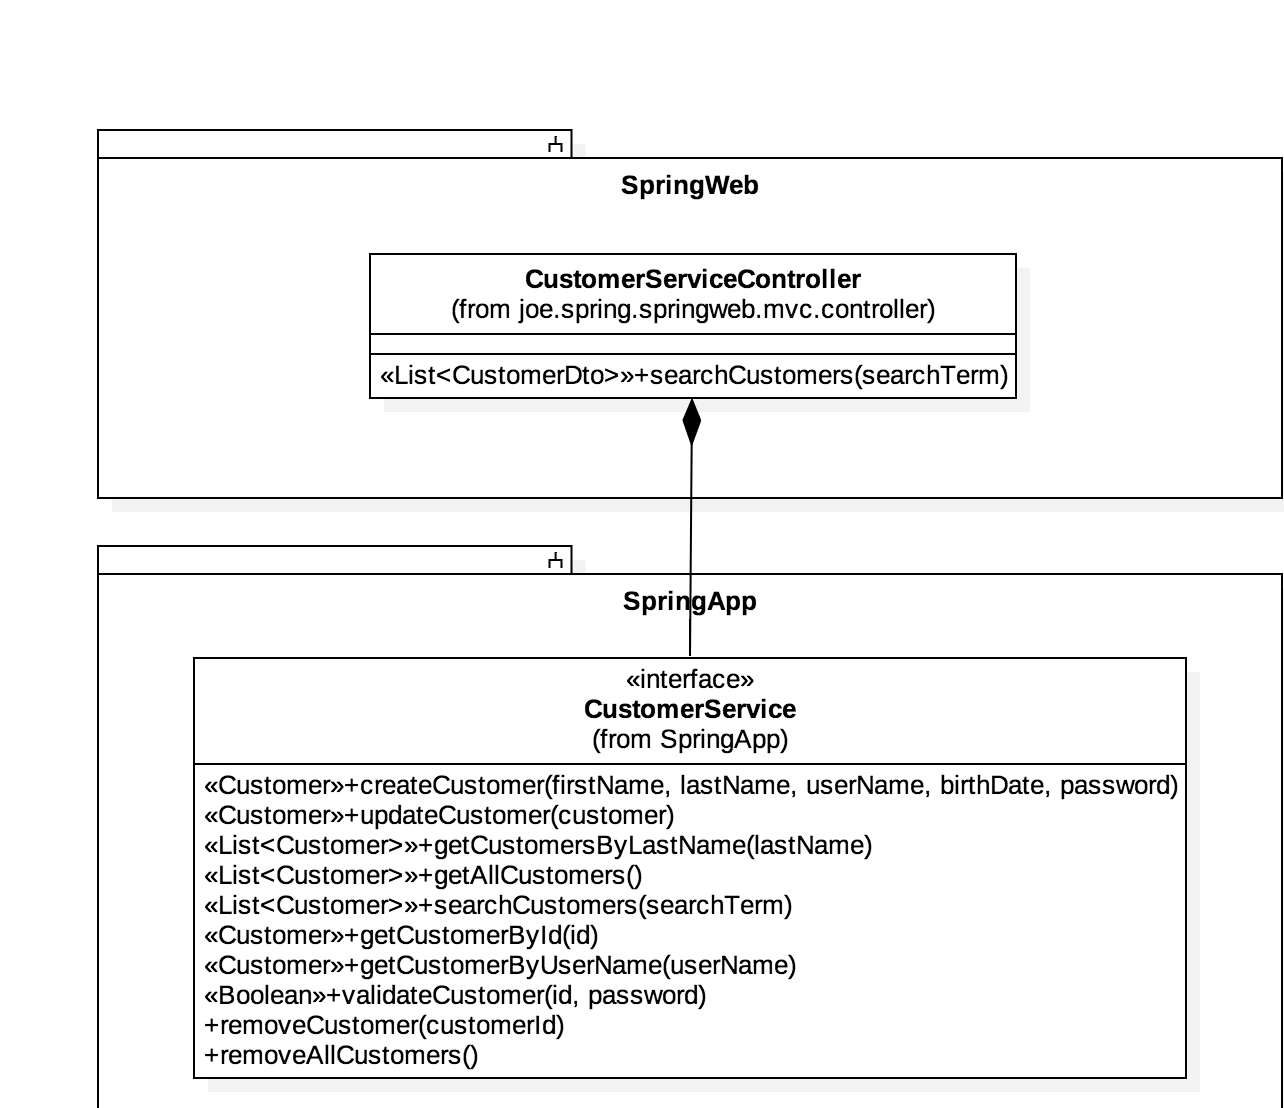 SpringWeb
CustomerServiceController
(from joe.spring.springweb.mvc.controller)
«List<CustomerDto>»+searchCustomers(searchTerm)
SpringApp
«interface»
CustomerService
(from SpringApp)
«Customer»+createCustomer(firstName, lastName, userName, birthDate, password)
«Customer»+updateCustomer(customer)
«List<Customer>»+getCustomersByLastName(lastName)
«List<Customer>»+getAllCustomers()
«List<Customer>»+searchCustomers(searchTerm)
«Customer»+getCustomerById(id)
«Customer»+getCustomerByUserName(userName)
«Boolean»+validateCustomer(id, password)
+removeCustomer(customerId)
+removeAllCustomers()